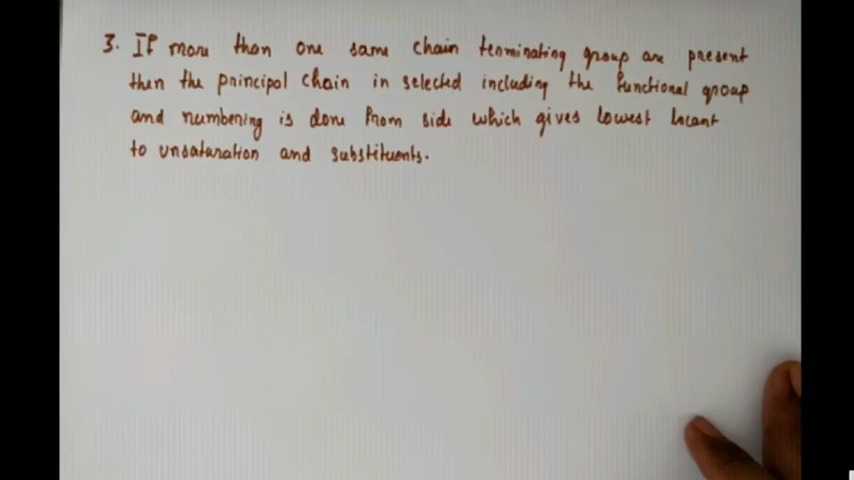 3. If more than one same chain terminating group are present
then the principal chain in selected including the functional group
and numbering is done from side which gives lowest locant
to unsaturation and substituents.